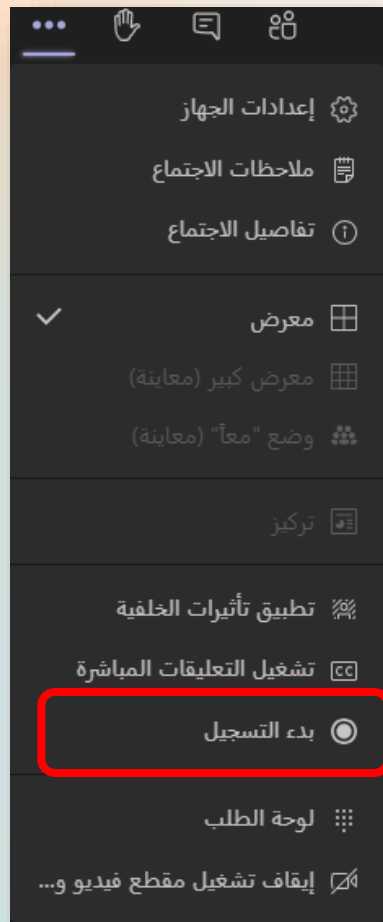 إعدادات الجهاز
ملاحظات الاجتماع
تفاصيل الاجتماع
معرض
معرض كبير (معاينة)
وضع "معاً" (معاينة)
تركيز
تطبيق تأثيرات الخلفية
تشغيل التعليقات المباشرة
CC
بدء التسجيل
لوحة الطلب
إيقاف تشغيل مقطع فيديو و...